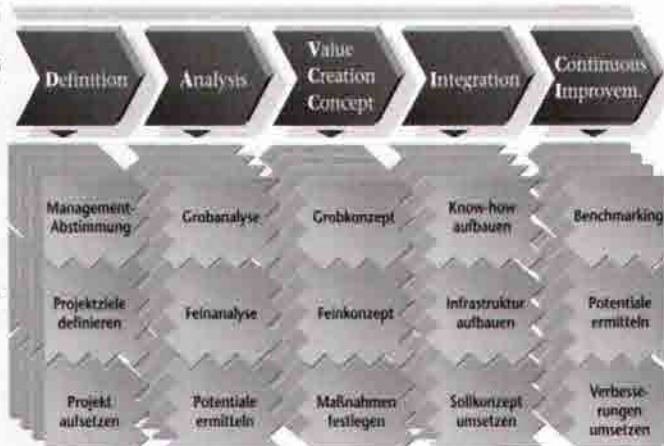 Definition
Analysis
Value
Creation
Concept
Integration
Continuous
Improvem.
Management-
Abstimmung
Grobanalyse
Grobkonzept
Know-how
aufbauen
Benchmarking
Projektziele
definieren
Feinanalyse
Feinkonzept
Infrastruktur
aufbauen
Potentiale
ermitteln
Projekt
aufsetzen
Potentiale
ermitteln
Maßnahmen
festlegen
Sollkonzept
umsetzen
Verbesse-
rungen
umsetzen